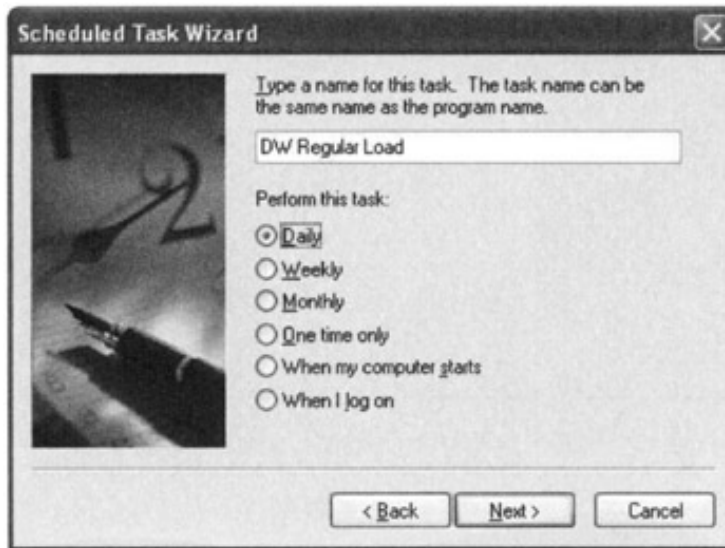 Scheduled Task Wizard
Type a name for this task. The task name can be
the same name as the program name.
DW Regular Load
Perform this task:
Daily
Weekly
Monthly
One time only
When my computer starts
When I log on
< Back
Next >
Cancel